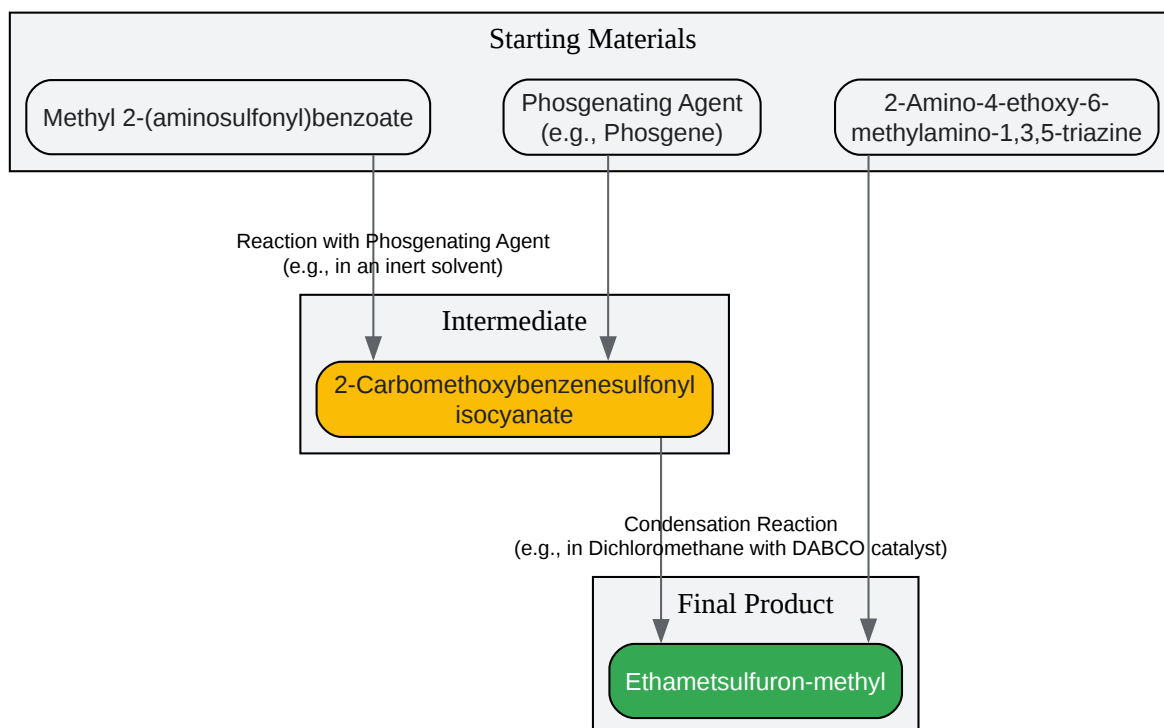 Starting Materials
Methyl 2-(aminosulfonyl)benzoate
Phosgenating Agent
(e.g., Phosgene)
2-Amino-4-ethoxy-6-
methylamino-1,3,5-triazine
Reaction with Phosgenating Agent
(e.g., in an inert solvent)
Intermediate
2-Carbomethoxybenzenesulfonyl
isocyanate
Condensation Reaction
(e.g., in Dichloromethane with DABCO catalyst)
Final Product
Ethametsulfuron-methyl